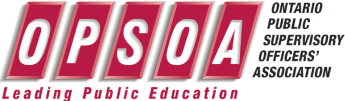 OPSOA
ONTARIO
PUBLIC
SUPERVISORY
OFFICERS'
ASSOCIATION
Leading Public Education